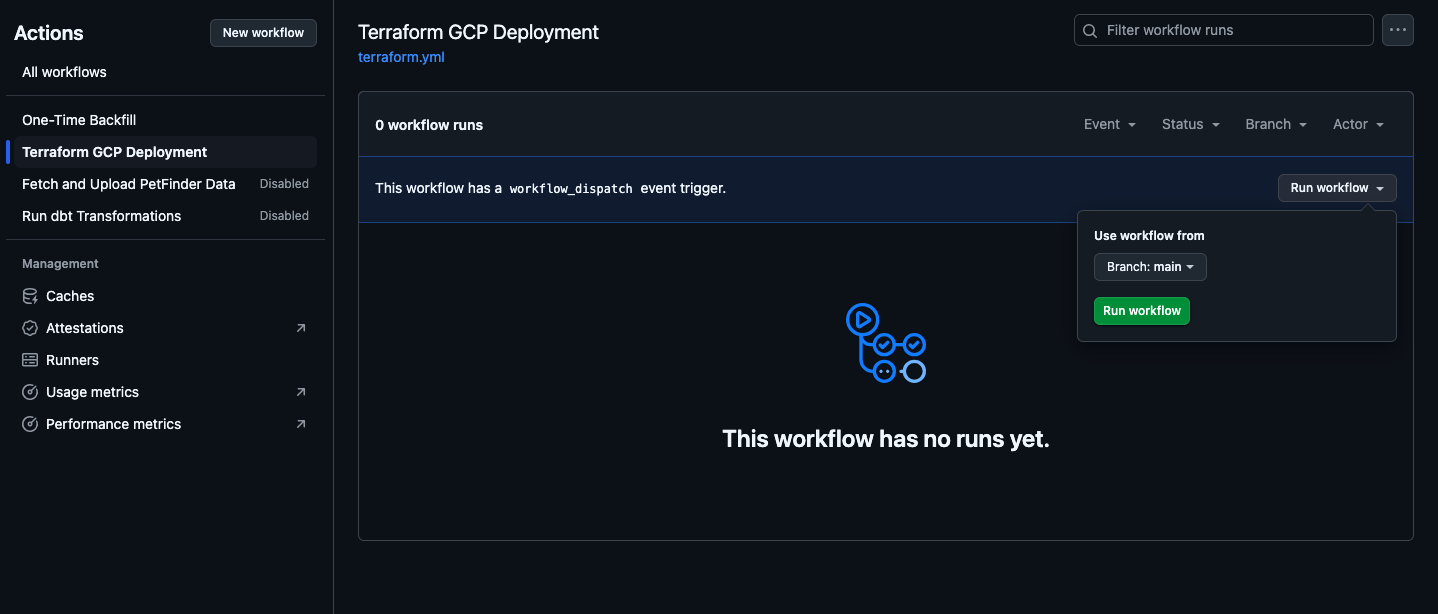 Actions
New workflow
All workflows
One-Time Backfill
Terraform GCP Deployment
Fetch and Upload PetFinder Data Disabled
Run dbt Transformations Disabled
Management
Caches
Attestations
Runners
Usage metrics
Performance metrics
Terraform GCP Deployment
terraform.yml
Filter workflow runs
0 workflow runs
Event Status Branch Actor
This workflow has a workflow_dispatch event trigger.
Run workflow
Use workflow from
Branch: main
Run workflow
This workflow has no runs yet.